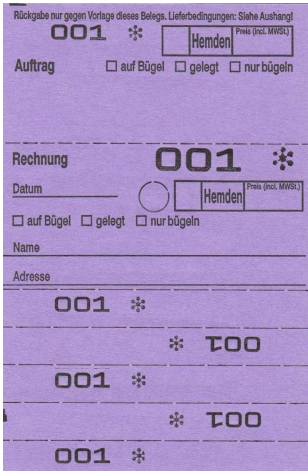 Rückgabe nur gegen Vorlage dieses Belegs. Lieferbedingungen: Siehe Aushang!
001 * Hemden Preis (incl. MWSt.)
Auftrag auf Bügel gelegt nur bügeln
Rechnung 001 *
Datum Hemden Preis (incl. MWSt.)
auf Bügel gelegt nur bügeln
Name
Adresse
001 *
001 *
001 *
001 *
001 *